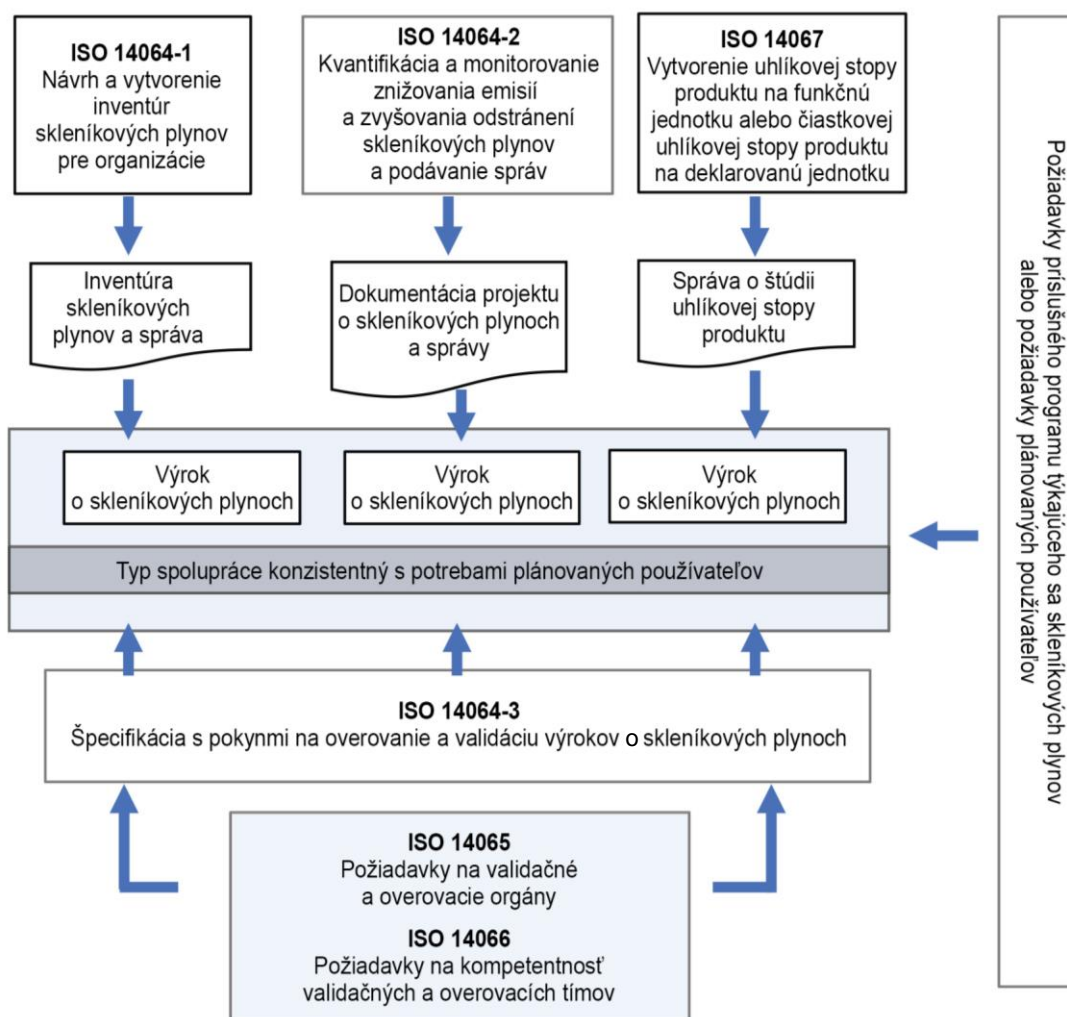 ISO 14064-1
Návrh a vytvorenie
inventúr
skleníkových plynov
pre organizácie
ISO 14064-2
Kvantifikácia a monitorovanie
znižovania emisií
a zvyšovania odstránení
skleníkových plynov
a podávanie správ
ISO 14067
Vytvorenie uhlíkovej stopy
produktu na funkčnú
jednotku alebo čiastkovej
uhlíkovej stopy produktu
na deklarovanú jednotku
Inventúra
skleníkových
plynov a správa
Dokumentácia projektu
o skleníkových plynoch
a správy
Správa o štúdii
uhlíkovej stopy
produktu
Výrok
o skleníkových plynoch
Výrok
o skleníkových plynoch
Výrok
o skleníkových plynoch
Typ spolupráce konzistentný s potrebami plánovaných používateľov
ISO 14064-3
Špecifikácia s pokynmi na overovanie a validáciu výrokov o skleníkových plynoch
ISO 14065
Požiadavky na validačné
a overovacie orgány
ISO 14066
Požiadavky na kompetentnosť
validačných a overovacích tímov
Požiadavky príslušného programu týkajúceho sa skleníkových plynov
alebo požiadavky plánovaných používateľov